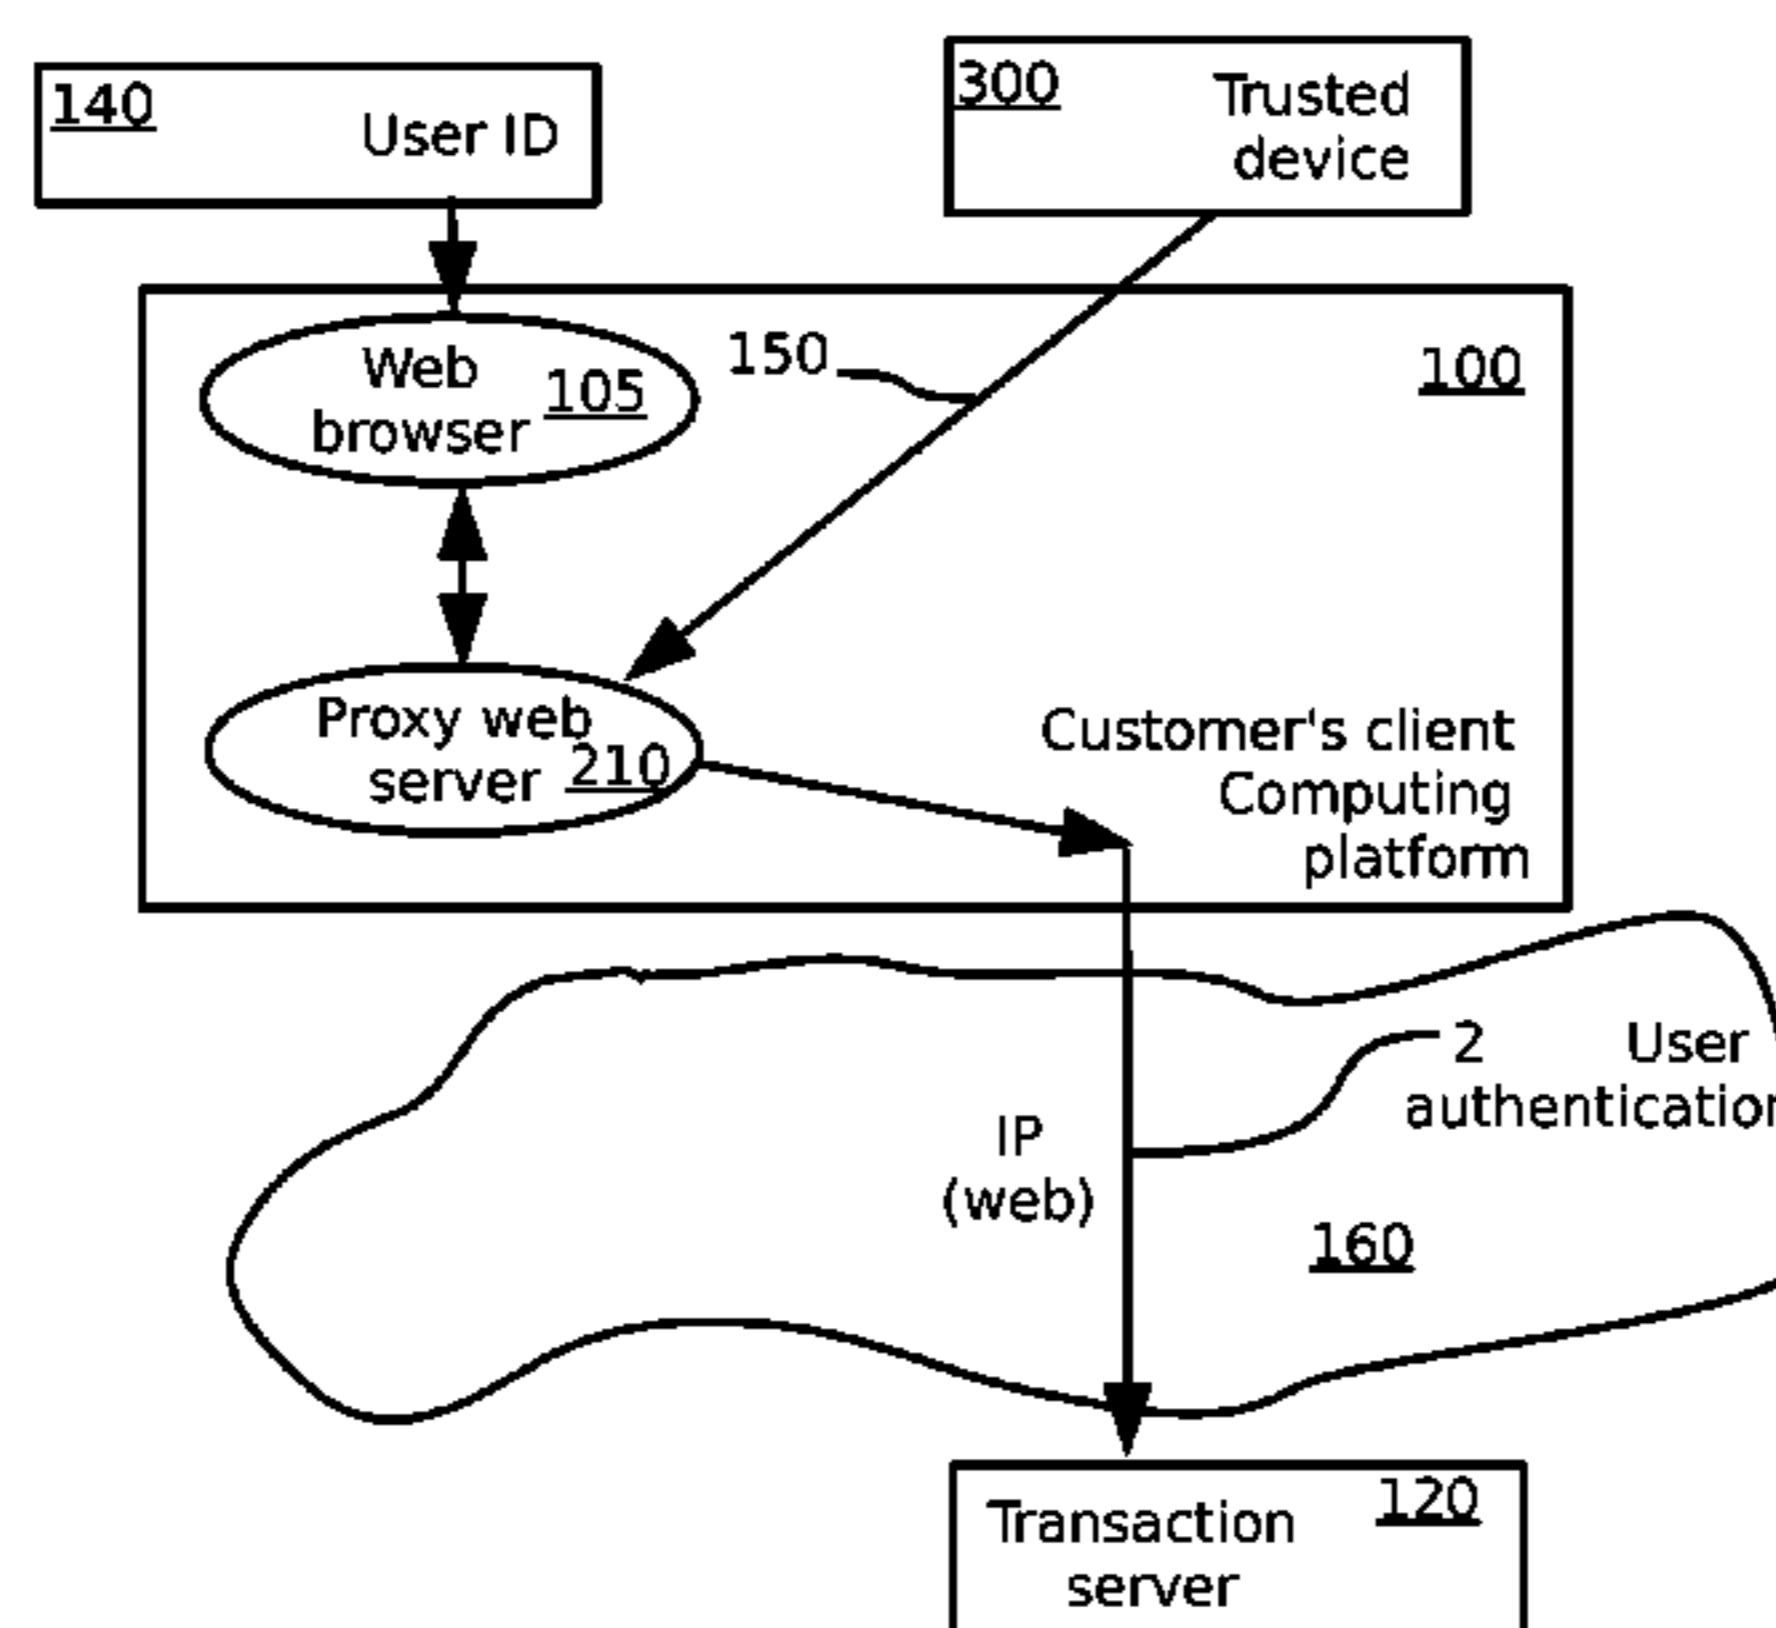 140
User ID
300
Trusted
device
Web
browser 105
150
100
Proxy web
server 210
Customer's client
Computing
platform
2
User
authentication
IP
(web)
160
Transaction
server
120